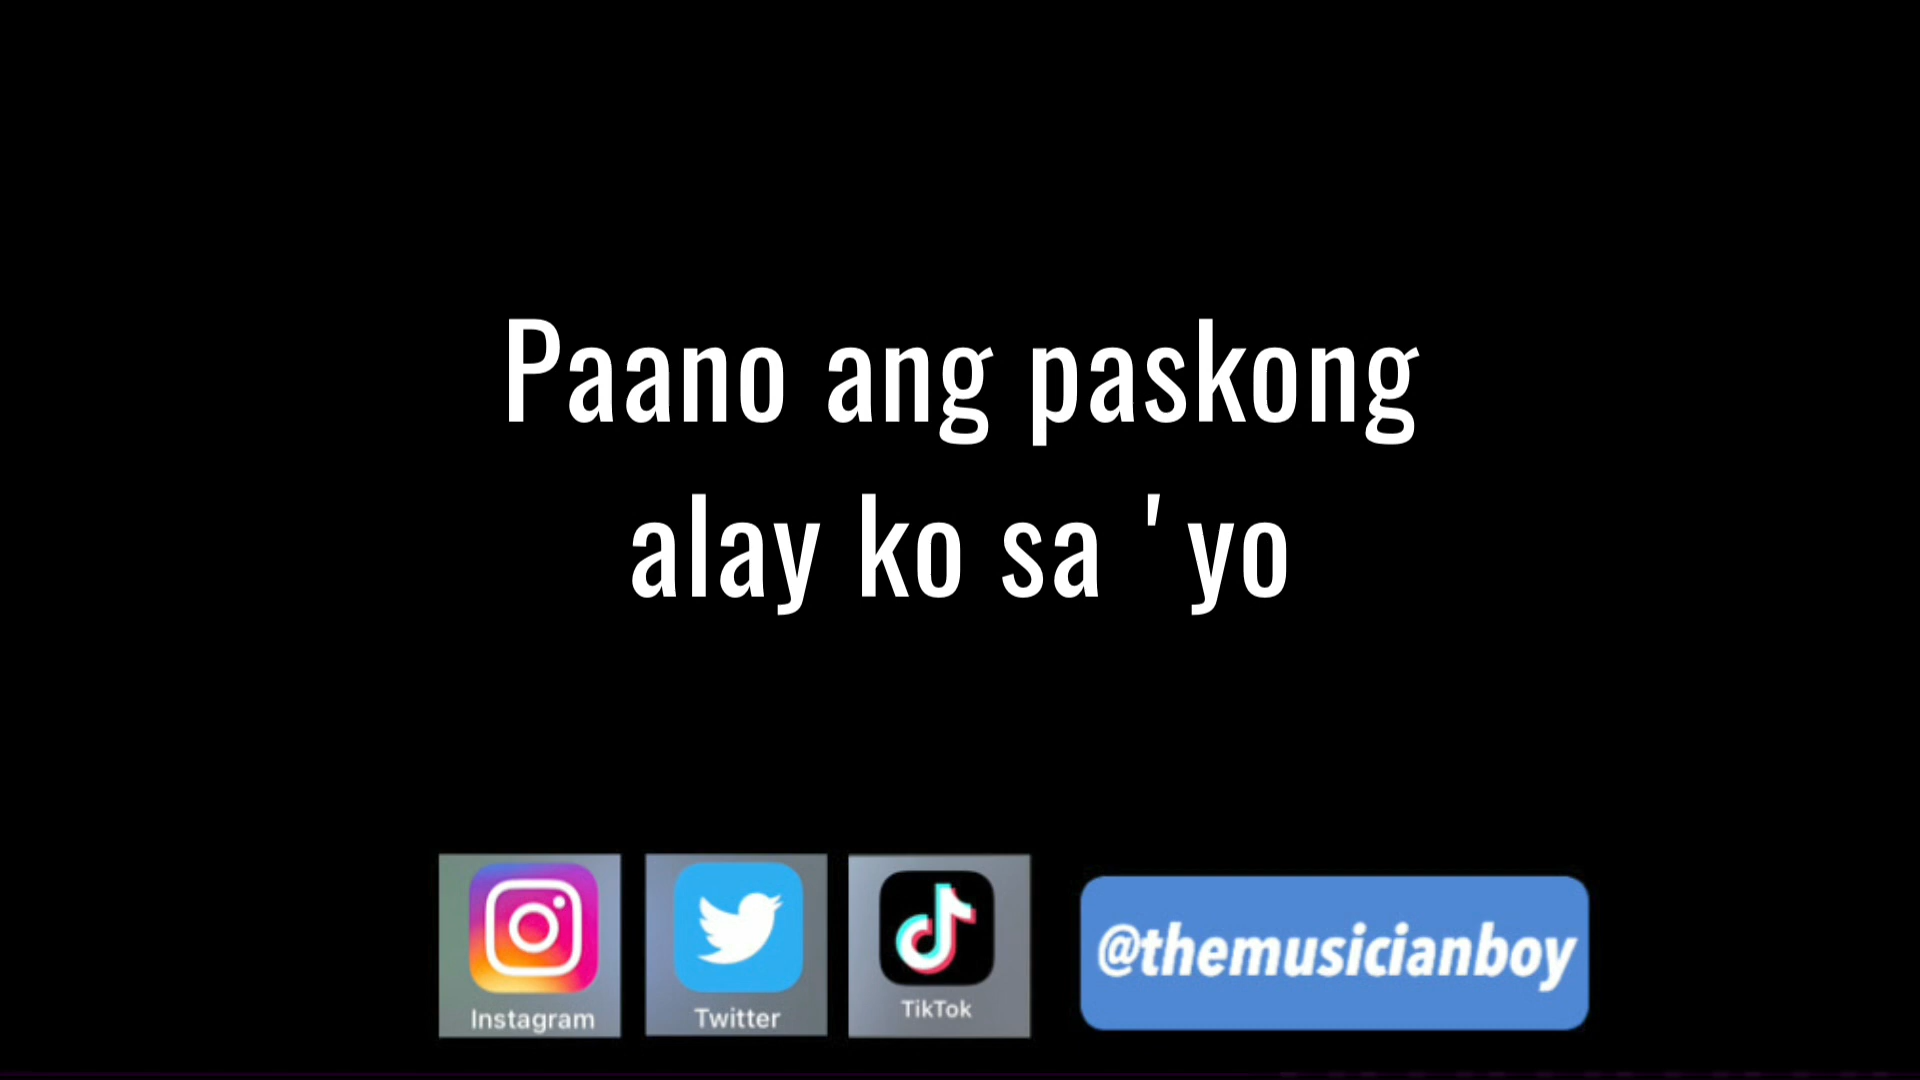 Paano ang paskong
alay ko sa 'yo
Instagram
Twitter
TikTok
@themusicianboy